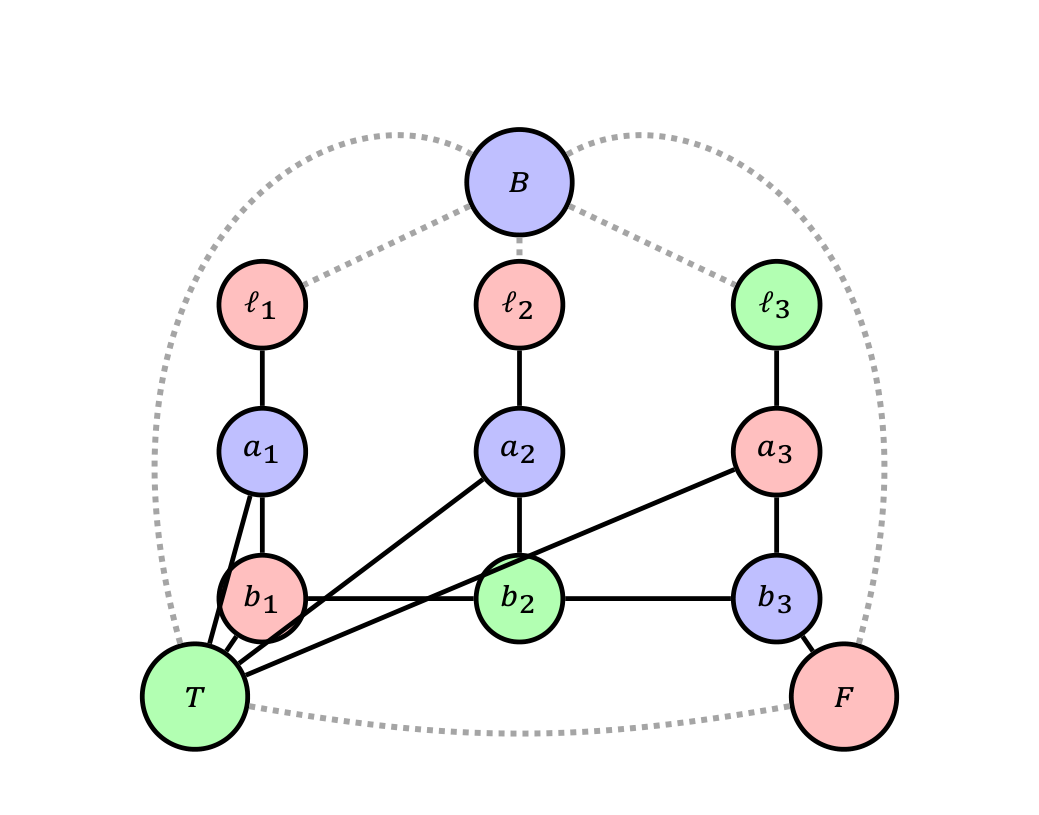 B
ℓ₁ ℓ₂ ℓ₃
a₁ a₂ a₃
b₁ b₂ b₃
T F